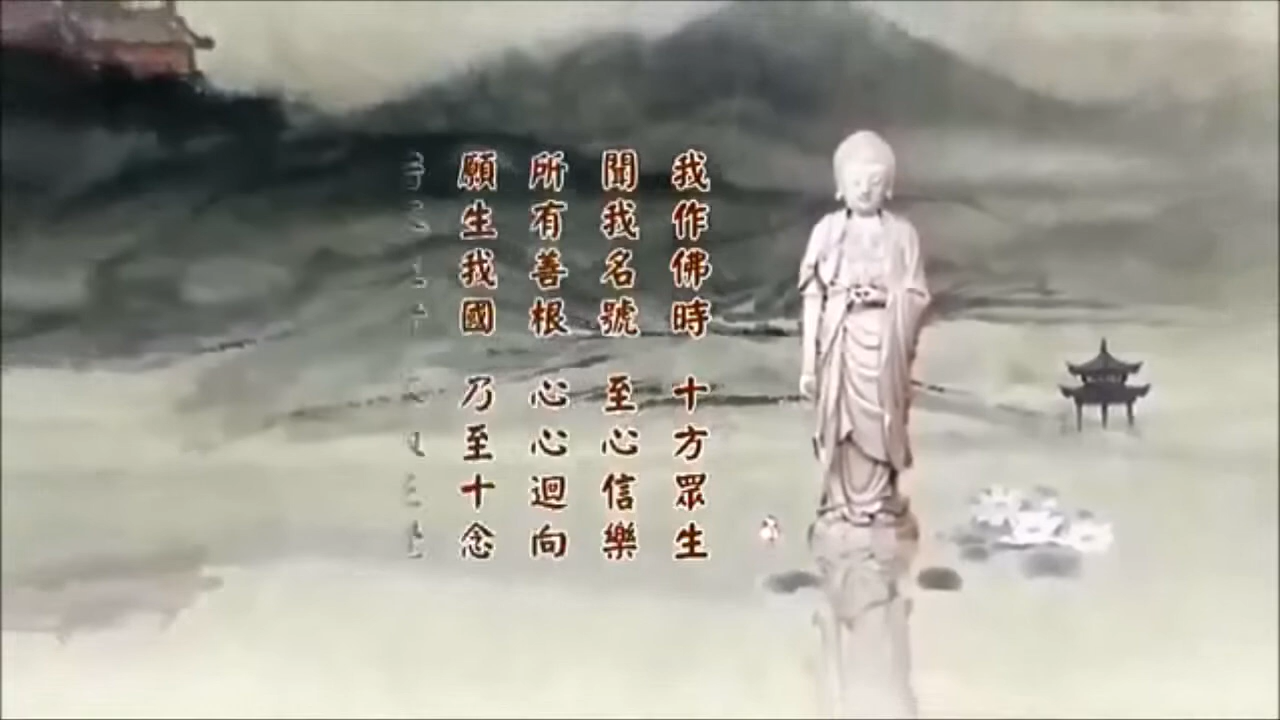 我作佛時 十方眾生
聞我名號 至心信樂
所有善根 心心迴向
願生我國 乃至十念